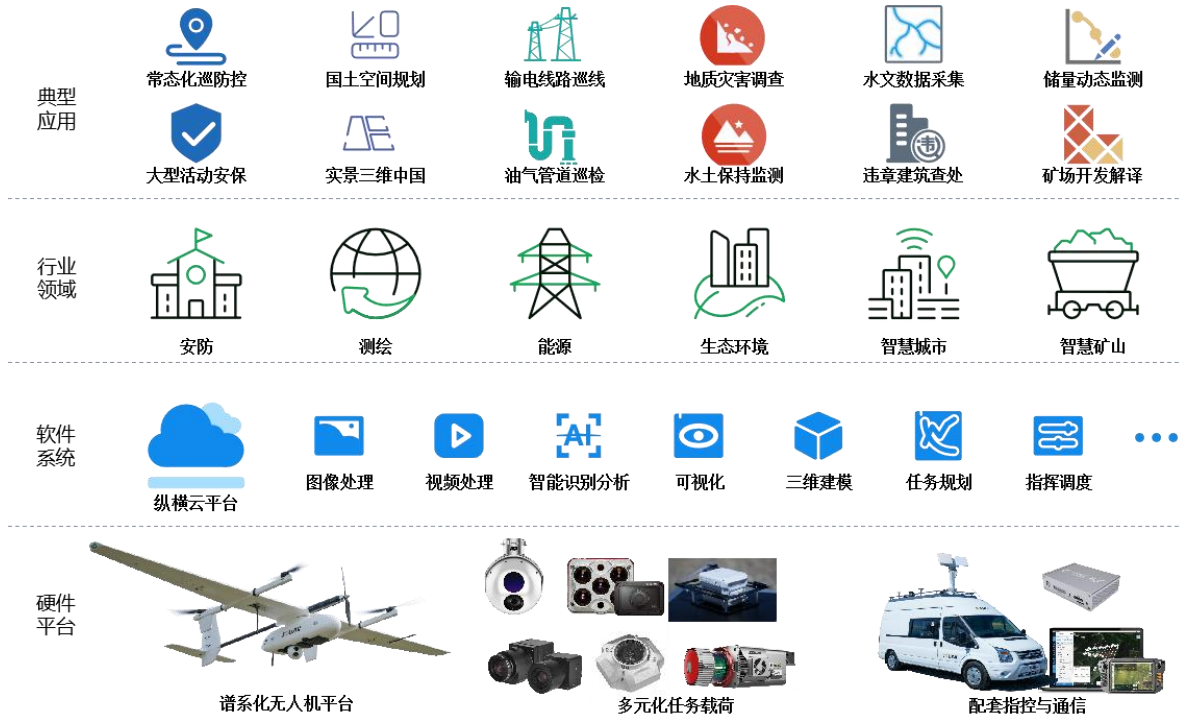 典型
应用
常态化巡防控
国土空间规划
输电线路巡线
地质灾害调查
水文数据采集
储量动态监测
大型活动安保
实景三维中国
油气管道巡检
水土保持监测
违
违章建筑查处
矿场开发解译
行业
领域
安防
测绘
能源
生态环境
智慧城市
智慧矿山
软件
系统
纵横云平台
图像处理
视频处理
AI
智能识别分析
可视化
三维建模
任务规划
指挥调度
硬件
平台
谱系化无人机平台
多元化任务载荷
配套指控与通信